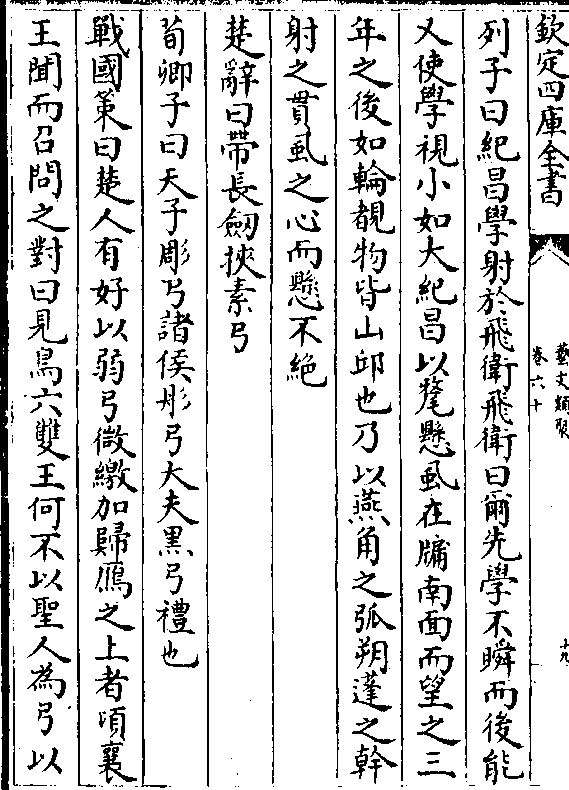 欽定四庫全書
藝文類聚
卷六十
十九
列子曰紀昌學射於飛衛飛衛曰爾先學不瞬而後能
又使學視小如大紀昌以氂懸虱在牖南面而望之三
年之後如輪覩物皆山邱也乃以燕角之弧朔蓬之幹
射之貫虱之心而懸不絶
楚辭曰帶長劒挾素弓
荀卿子曰天子彫弓諸侯彤弓大夫黒弓禮也
戰國策曰楚人有好以弱弓微繳加歸鴈之上者頃襄
王聞而召問之對曰見鳥六雙王何不以聖人為弓以